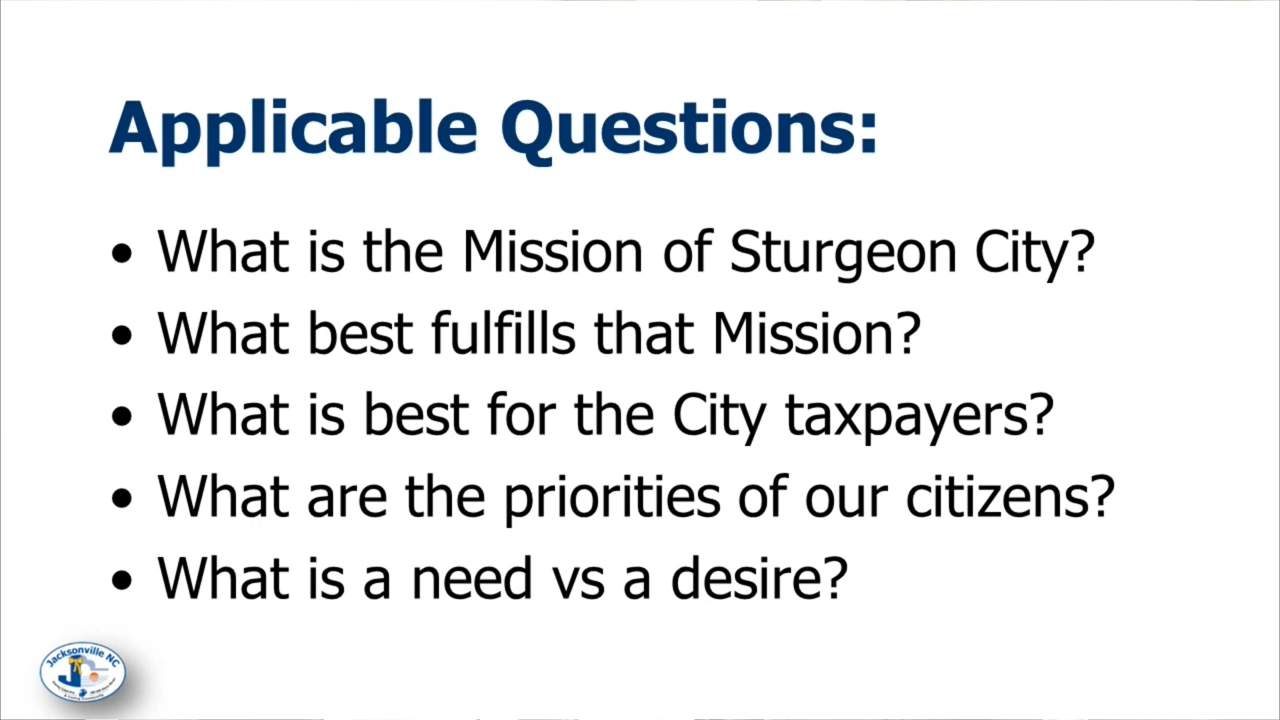 Applicable Questions:
• What is the Mission of Sturgeon City?
• What best fulfills that Mission?
• What is best for the City taxpayers?
• What are the priorities of our citizens?
• What is a need vs a desire?
Jacksonville NC